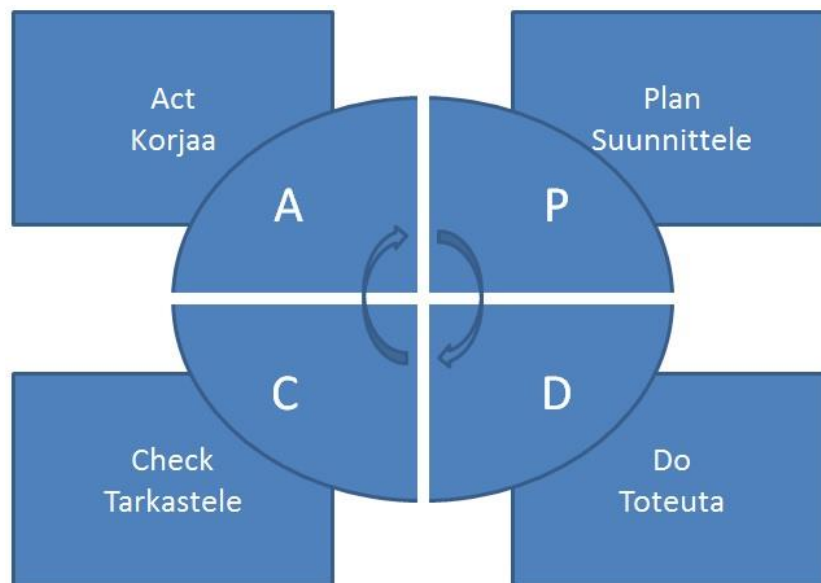 Act
Korjaa
Plan
Suunnittele
A
P
C
D
Check
Tarkastele
Do
Toteuta